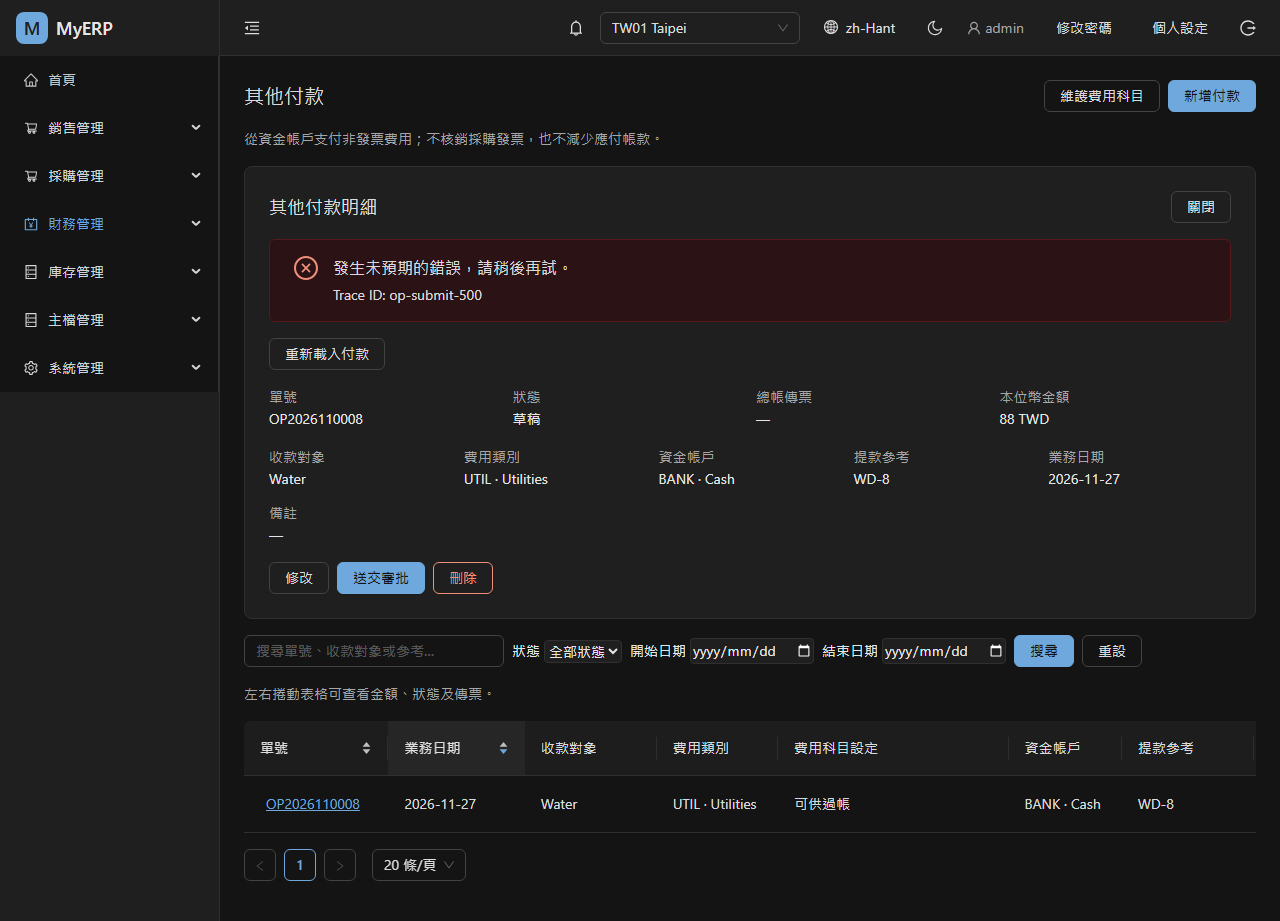 M MyERP
TW01 Taipei
zh-Hant
admin
修改密碼
個人設定
首頁
銷售管理
採購管理
財務管理
庫存管理
主檔管理
系統管理
其他付款
維護費用科目
新增付款
從資金帳戶支付非發票費用；不核銷採購發票，也不減少應付帳款。
其他付款明細
關閉
發生未預期的錯誤，請稍後再試。
Trace ID: op-submit-500
重新載入付款
單號 狀態 總帳傳票 本位幣金額
OP2026110008 草稿 — 88 TWD
收款對象 費用類別 資金帳戶 提款參考 業務日期
Water UTIL · Utilities BANK · Cash WD-8 2026-11-27
備註
—
修改 送交審批 刪除
搜尋單號、收款對象或參考... 狀態 全部狀態 開始日期 yyyy/mm/dd 結束日期 yyyy/mm/dd 搜尋 重設
左右捲動表格可查看金額、狀態及傳票。
單號 業務日期 收款對象 費用類別 費用科目設定 資金帳戶 提款參考
OP2026110008 2026-11-27 Water UTIL · Utilities 可供過帳 BANK · Cash WD-8
< 1 > 20 條/頁